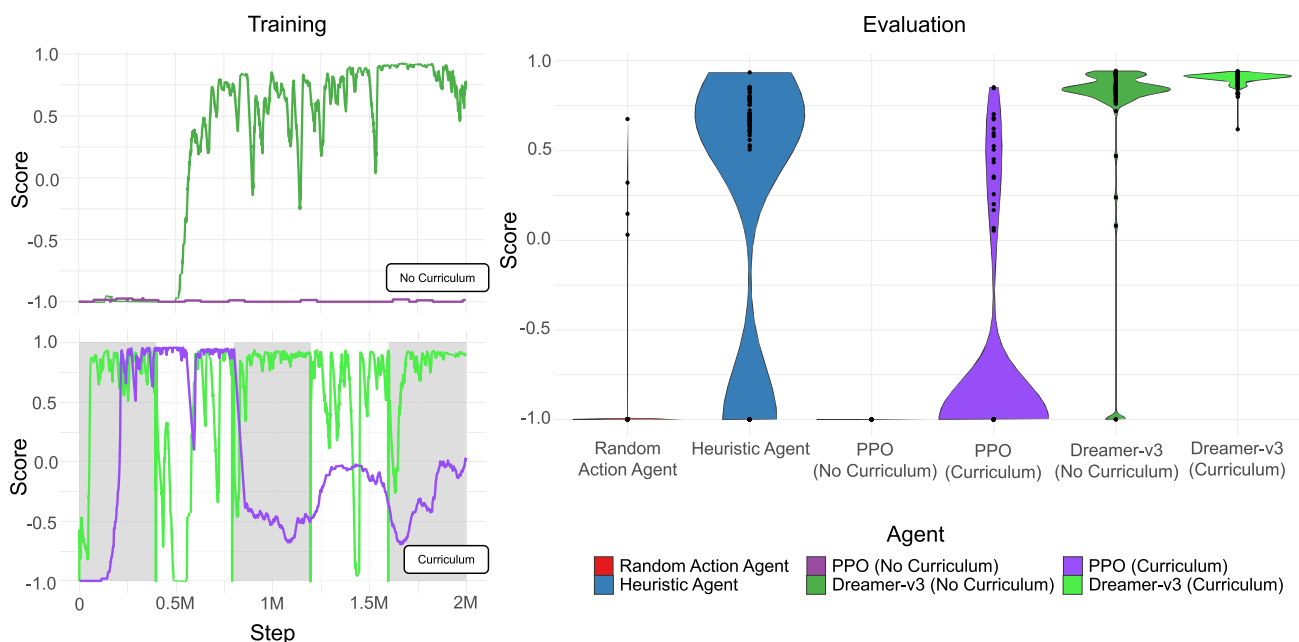 Training
Score
1.0
0.5
0.0
-0.5
-1.0
No Curriculum
Score
1.0
0.5
0.0
-0.5
-1.0
Curriculum
0
0.5M
1M
1.5M
2M
Step
Evaluation
Score
1.0
0.5
0.0
-0.5
-1.0
Random
Action Agent
Heuristic Agent
PPO
(No Curriculum)
PPO
(Curriculum)
Dreamer-v3
(No Curriculum)
Dreamer-v3
(Curriculum)
Agent
Random Action Agent
Heuristic Agent
PPO (No Curriculum)
Dreamer-v3 (No Curriculum)
PPO (Curriculum)
Dreamer-v3 (Curriculum)